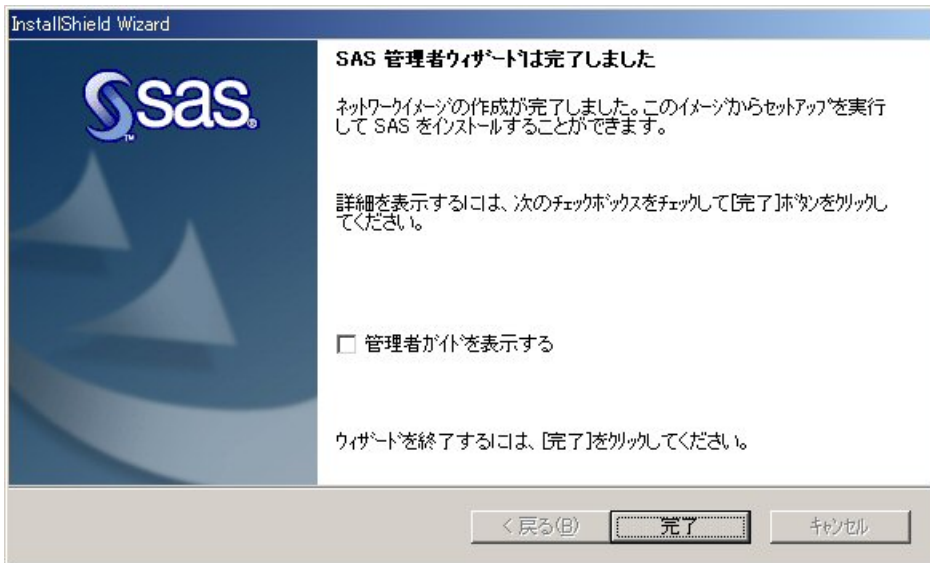 InstallShield Wizard
sas
SAS 管理者ウィザードは完了しました
ネットワークイメージの作成が完了しました。このイメージからセットアップを実行
して SAS をインストールすることができます。
詳細を表示するには、次のチェックボックスをチェックして[完了]ボタンをクリックし
てください。
管理者ガイドを表示する
ウィザードを終了するには、[完了]をクリックしてください。
< 戻る(B)
完了
キャンセル